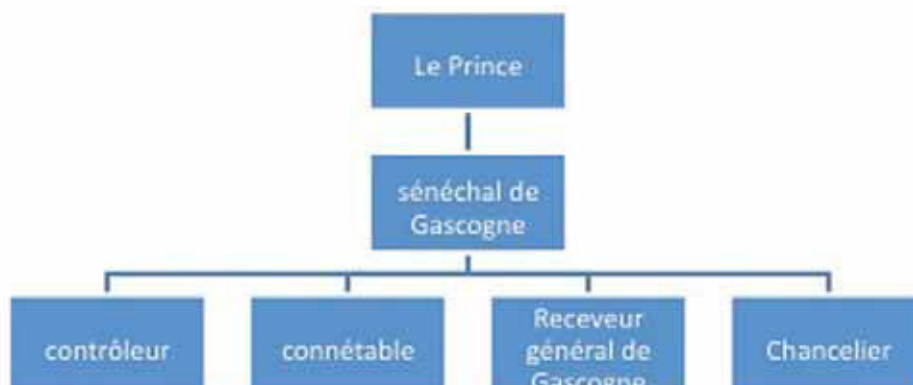 Le Prince
sénéchal de
Gascogne
contrôleur
connétable
Receveur
général de
Gascogne
Chancelier